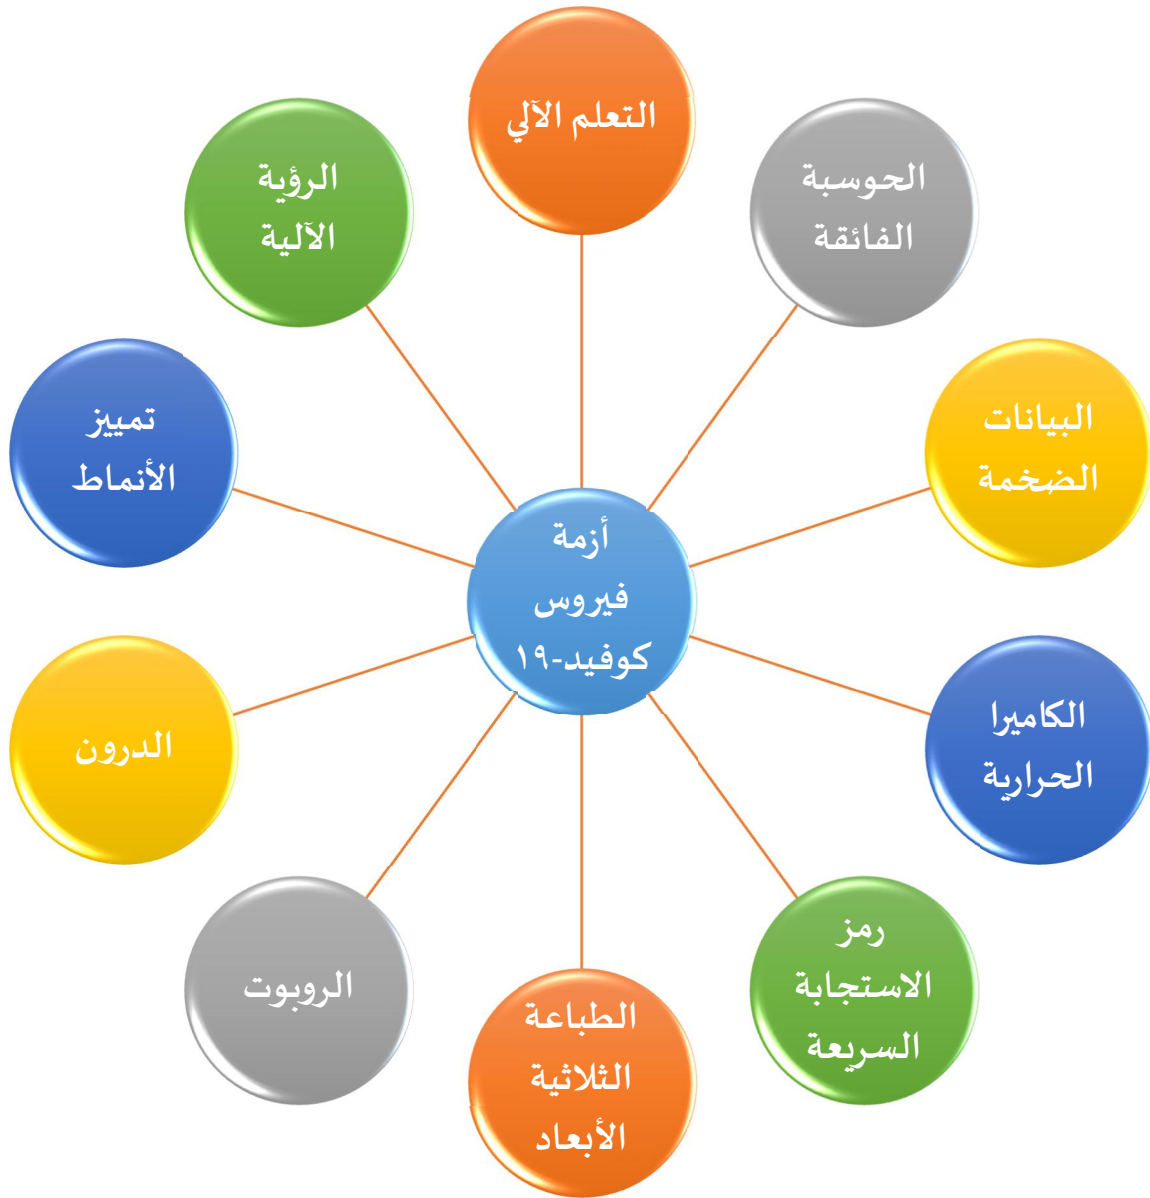 التعلم الآلي
الحوسبة
الفائقة
البيانات
الضخمة
الكاميرا
الحرارية
رمز
الاستجابة
السريعة
الطباعة
الثلاثية
الأبعاد
الروبوت
الدرون
تمييز
الأنماط
الرؤية
الآلية
أزمة
فيروس
كوفيد-١٩